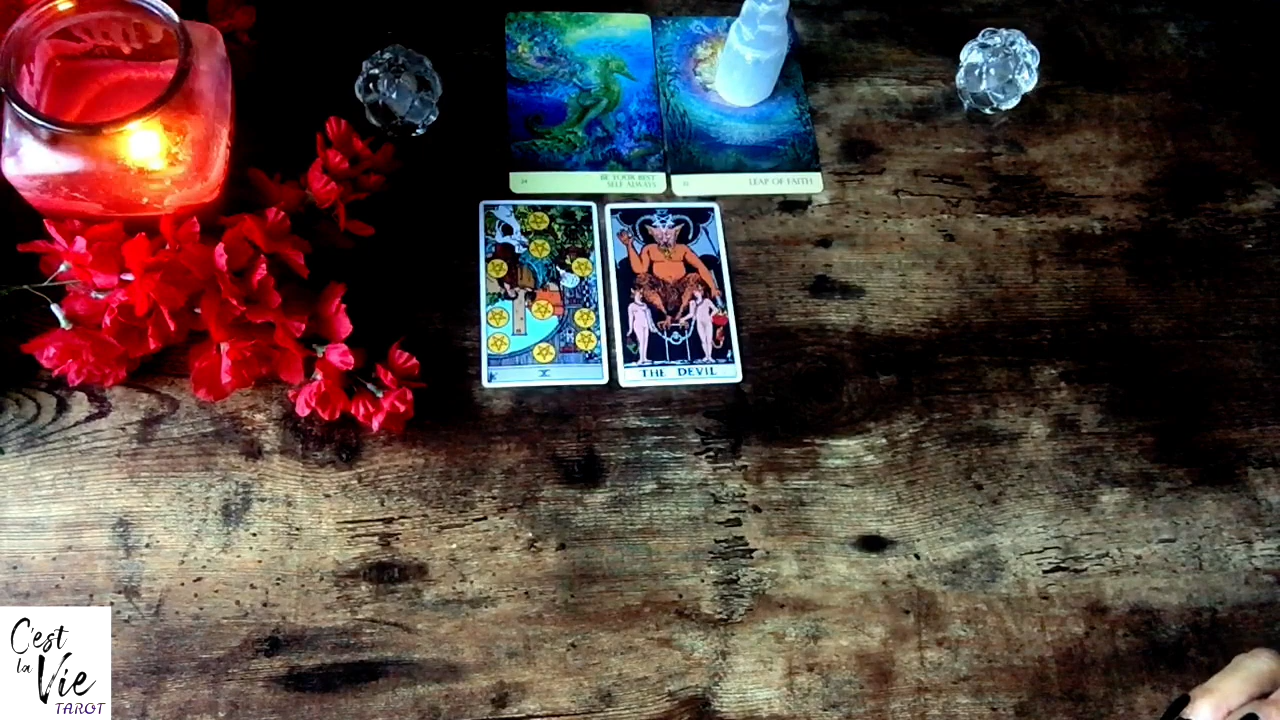 BE YOUR BEST
SELF ALWAYS
LEAP OF FAITH
X
THE DEVIL
C'est
la
Vie
TAROT